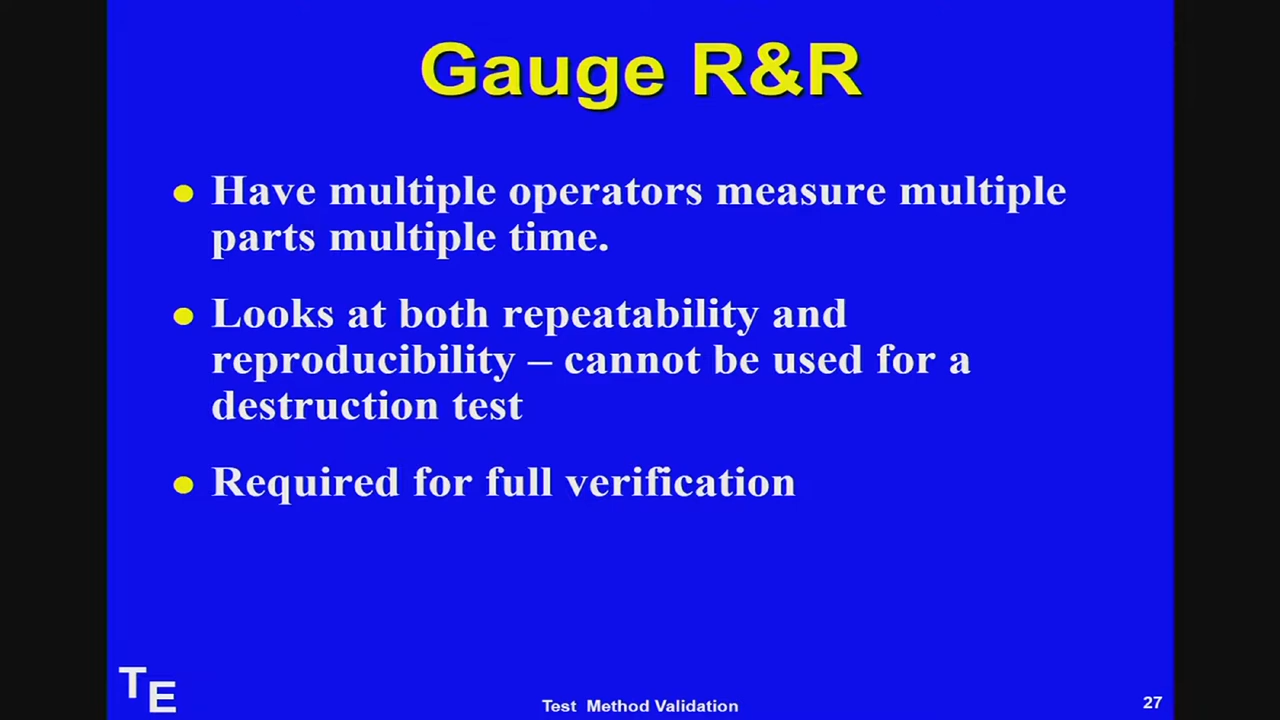 Gauge R&R
Have multiple operators measure multiple
parts multiple time.
Looks at both repeatability and
reproducibility – cannot be used for a
destruction test
Required for full verification
TE
Test Method Validation
27